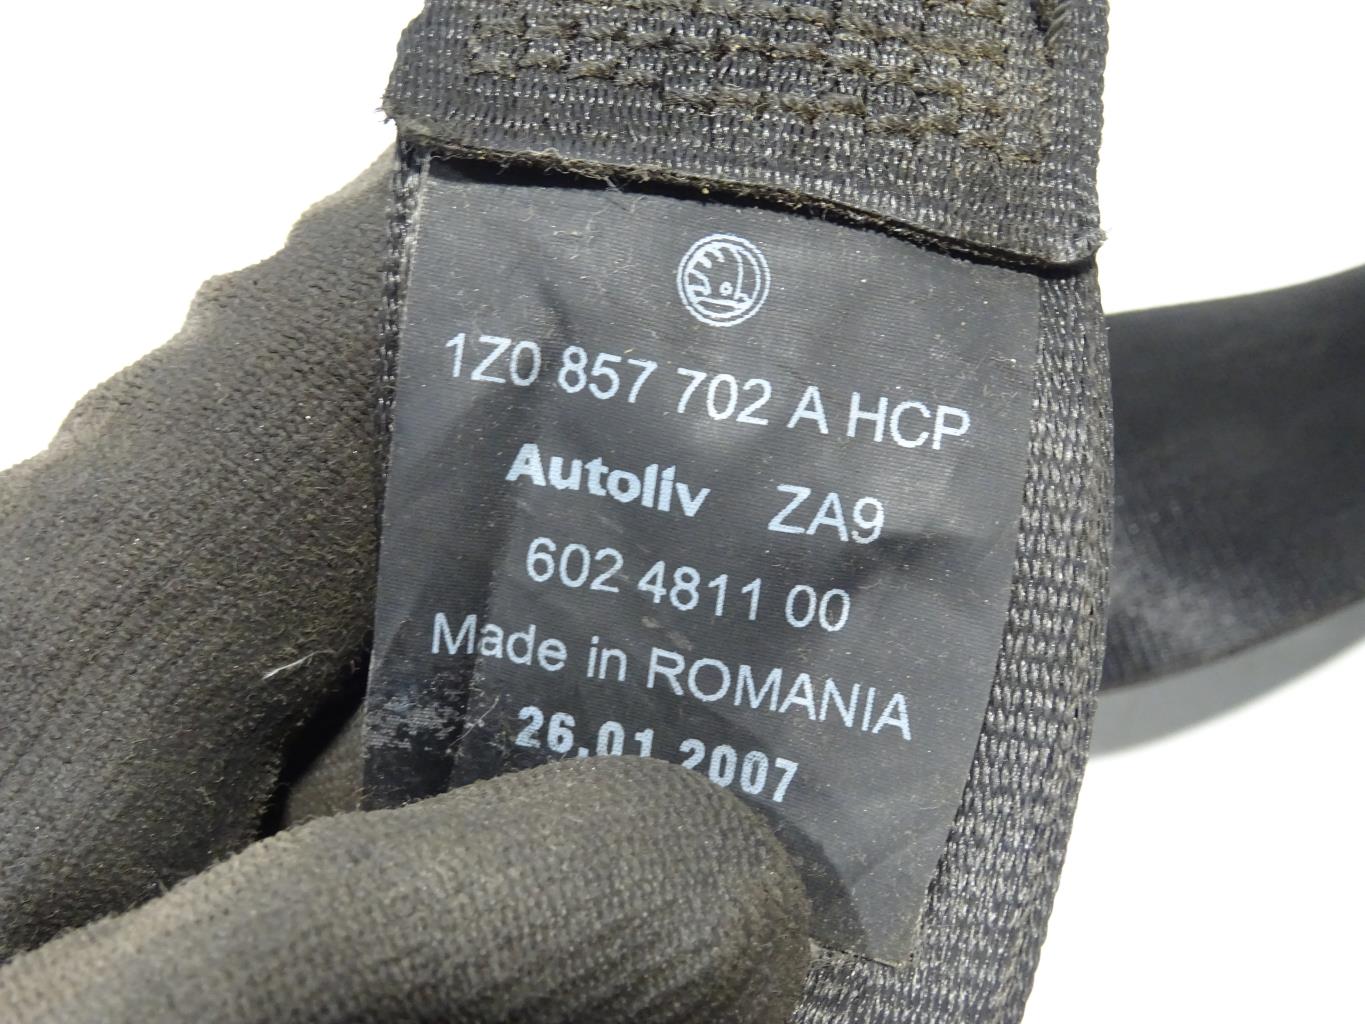 1Z0 857 702 A HCP
Autoliv ZA9
602 4811 00
Made in ROMANIA
26.01.2007